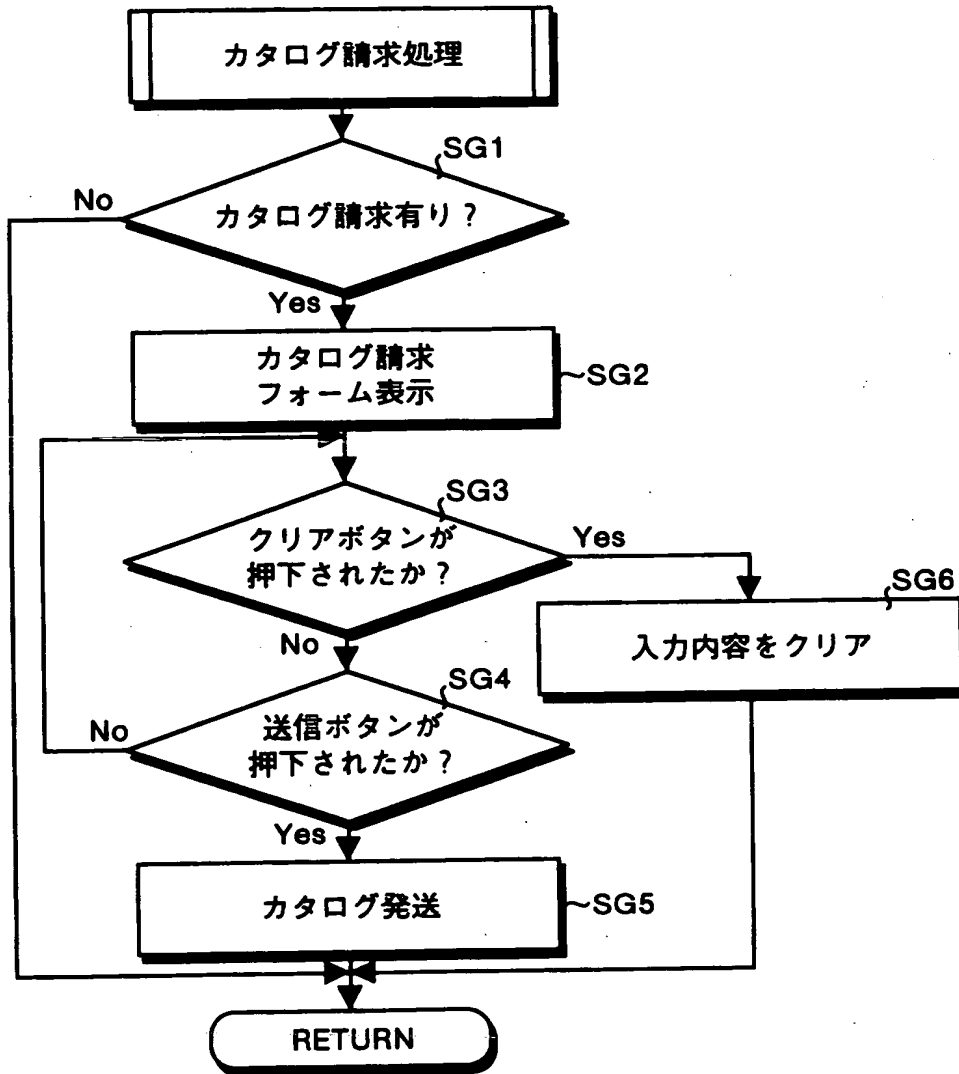 カタログ請求処理
SG1
No
カタログ請求有り?
Yes
カタログ請求
フォーム表示
SG2
SG3
クリアボタンが
押下されたか?
Yes
SG6
入力内容をクリア
No
SG4
No
送信ボタンが
押下されたか?
Yes
カタログ発送
SG5
RETURN